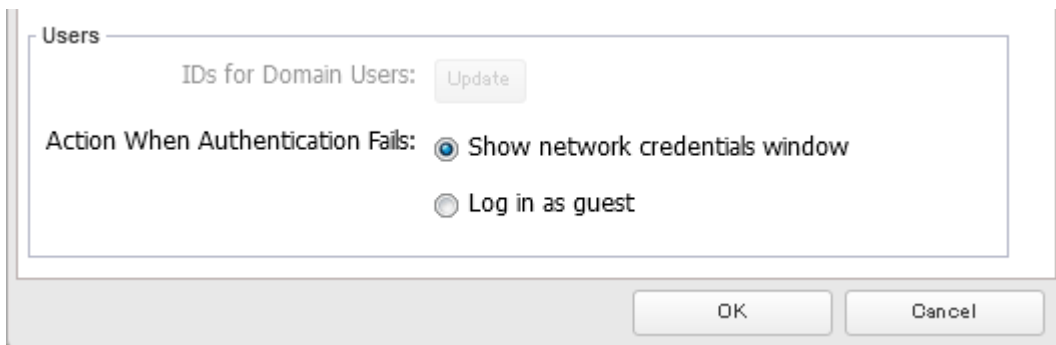 Users
IDs for Domain Users: Update
Action When Authentication Fails: Show network credentials window
Log in as guest
OK Cancel